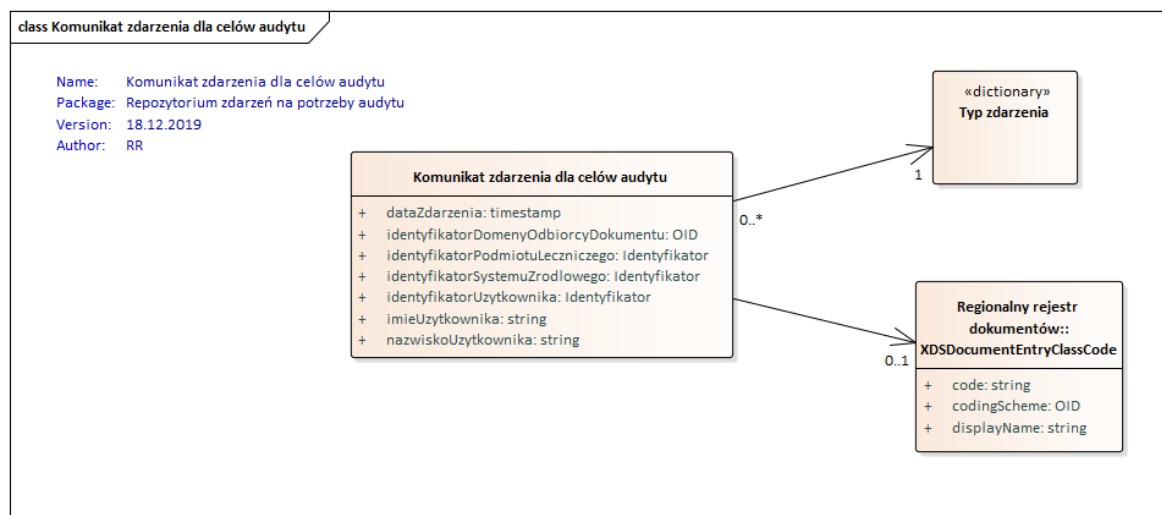 class Komunikat zdarzenia dla celów audytu
Name: Komunikat zdarzenia dla celów audytu
Package: Repozytorium zdarzeń na potrzeby audytu
Version: 18.12.2019
Author: RR
«dictionary»
Typ zdarzenia
1
0..*
Komunikat zdarzenia dla celów audytu
+ dataZdarzenia: timestamp
+ identyfikatorDomenyOdbiorcyDokumentu: OID
+ identyfikatorPodmiotuLeczniczego: Identyfikator
+ identyfikatorSystemuZrodlowego: Identyfikator
+ identyfikatorUzytkownika: Identyfikator
+ imieUzytkownika: string
+ nazwiskoUzytkownika: string
0..1
Regionalny rejestr
dokumentów::
XDSDocumentEntryClassCode
+ code: string
+ codingScheme: OID
+ displayName: string